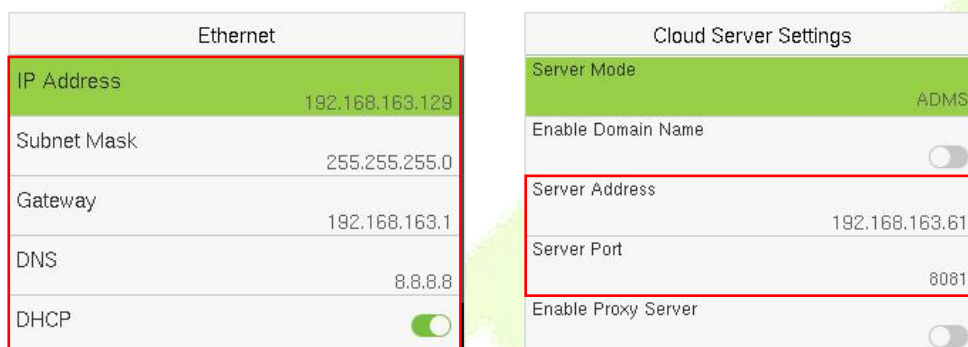 Ethernet
IP Address
192.168.163.129
Subnet Mask
255.255.255.0
Gateway
192.168.163.1
DNS
8.8.8.8
DHCP
Cloud Server Settings
Server Mode
ADMS
Enable Domain Name
Server Address
192.168.163.61
Server Port
8081
Enable Proxy Server